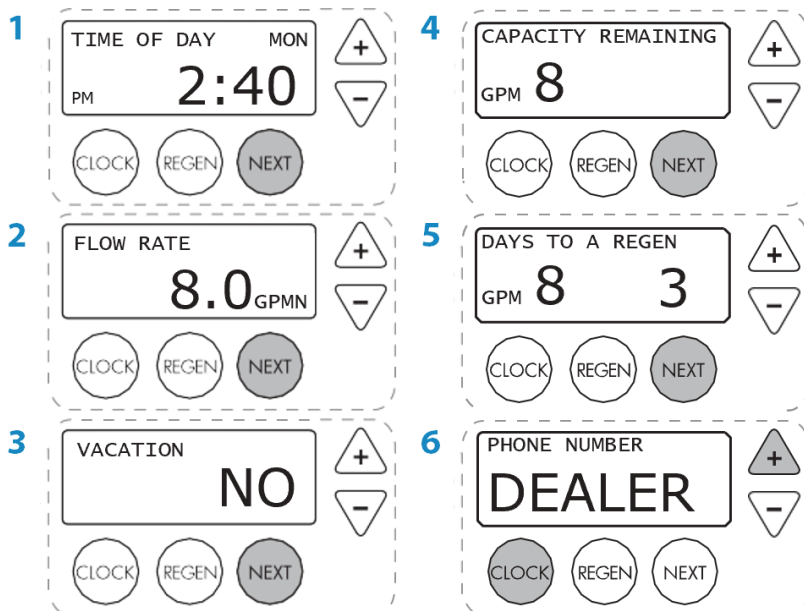 1
TIME OF DAY MON
PM 2:40
+
−
CLOCK REGEN NEXT
2
FLOW RATE
8.0 GPMN
+
−
CLOCK REGEN NEXT
3
VACATION
NO
+
−
CLOCK REGEN NEXT
4
CAPACITY REMAINING
GPM 8
+
−
CLOCK REGEN NEXT
5
DAYS TO A REGEN
GPM 8 3
+
−
CLOCK REGEN NEXT
6
PHONE NUMBER
DEALER
+
−
CLOCK REGEN NEXT